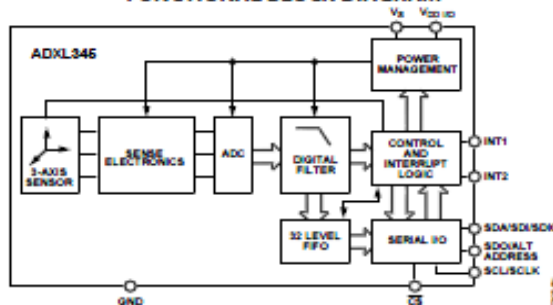 FUNCTIONAL BLOCK DIAGRAM
VS
VDD I/O
ADXL345
POWER
MANAGEMENT
3-AXIS
SENSOR
SENSE
ELECTRONICS
ADC
DIGITAL
FILTER
CONTROL
AND
INTERRUPT
LOGIC
INT1
INT2
32 LEVEL
FIFO
SERIAL I/O
SDA/SDI/SDIO
SDO/ALT
ADDRESS
SCL/SCLK
GND
CS